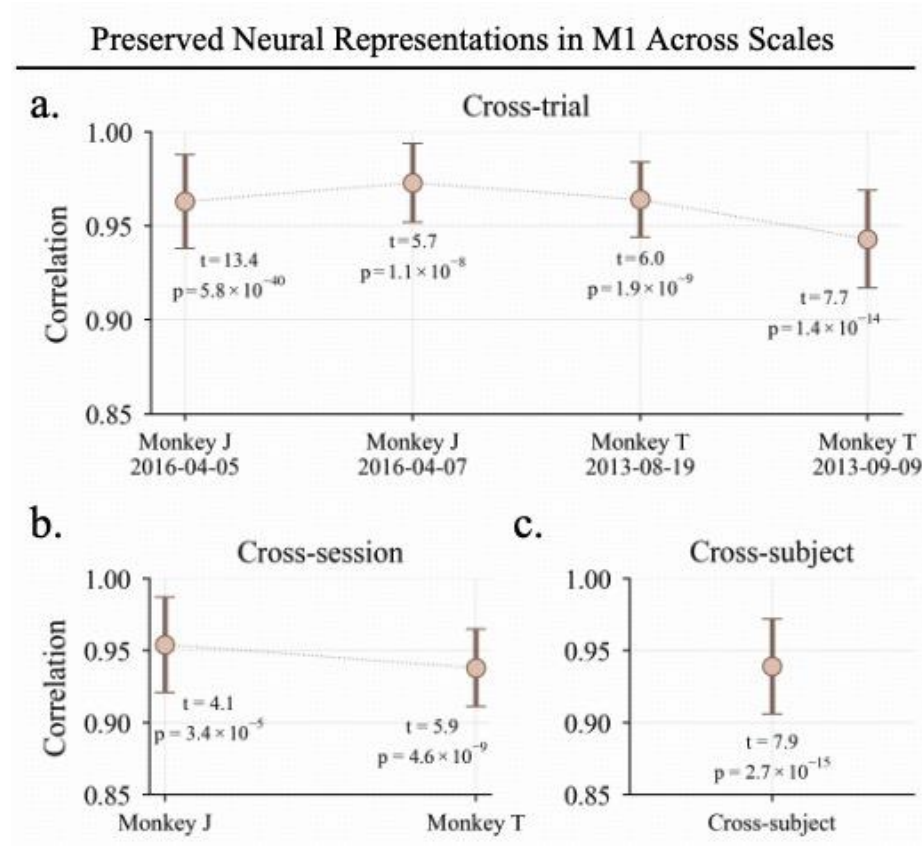 Preserved Neural Representations in M1 Across Scales
a.
Cross-trial
Correlation
1.00
0.95
0.90
0.85
t=13.4
p=5.8×10⁻⁴⁰
t=5.7
p=1.1×10⁻⁸
t=6.0
p=1.9×10⁻⁹
t=7.7
p=1.4×10⁻¹⁴
Monkey J
2016-04-05
Monkey J
2016-04-07
Monkey T
2013-08-19
Monkey T
2013-09-09
b.
Cross-session
Correlation
1.00
0.95
0.90
0.85
t = 4.1
p = 3.4×10⁻⁵
t = 5.9
p = 4.6×10⁻⁹
Monkey J
Monkey T
c.
Cross-subject
1.00
0.95
0.90
0.85
t = 7.9
p = 2.7×10⁻¹⁵
Cross-subject